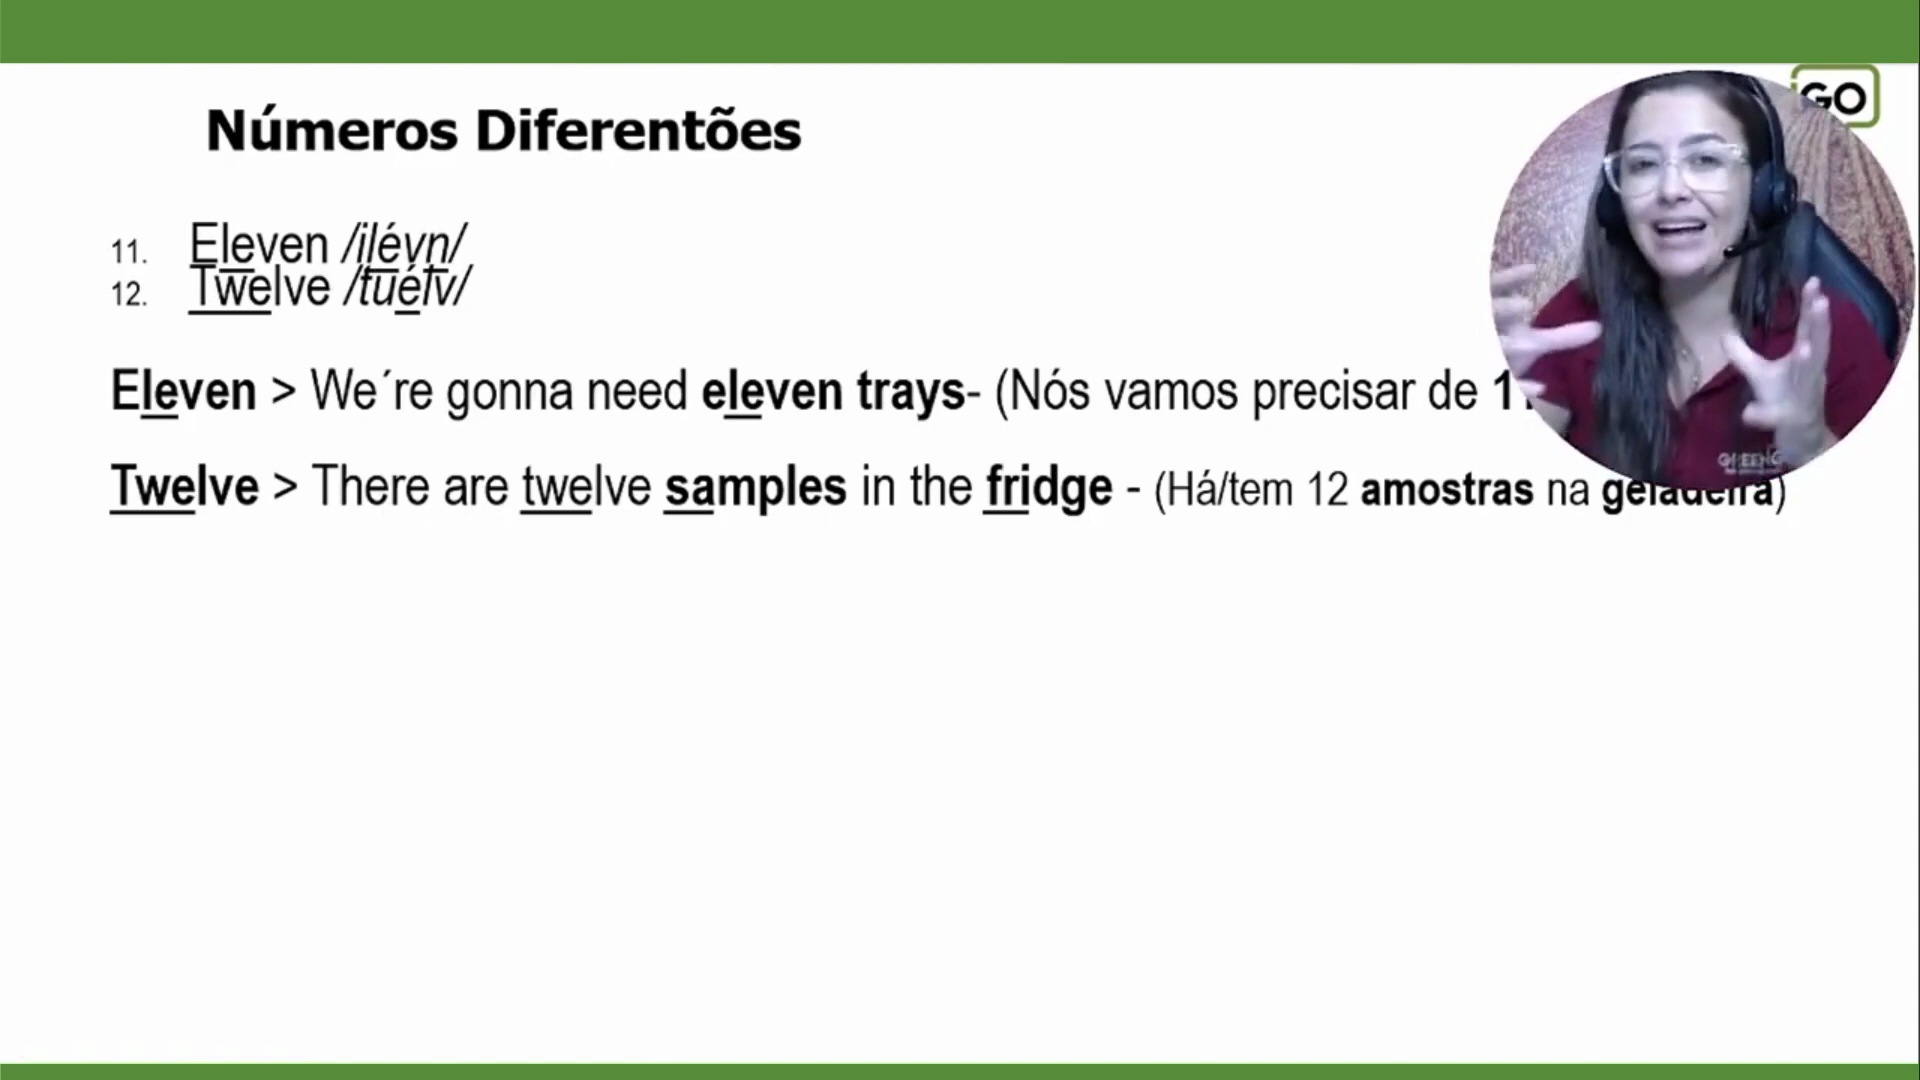 GO
Números Diferentões
11. Eleven /ilévn/
12. Twelve /tuélv/
Eleven > We´re gonna need eleven trays- (Nós vamos precisar de
Twelve > There are twelve samples in the fridge - (Há/tem 12 amostras na geladeira)